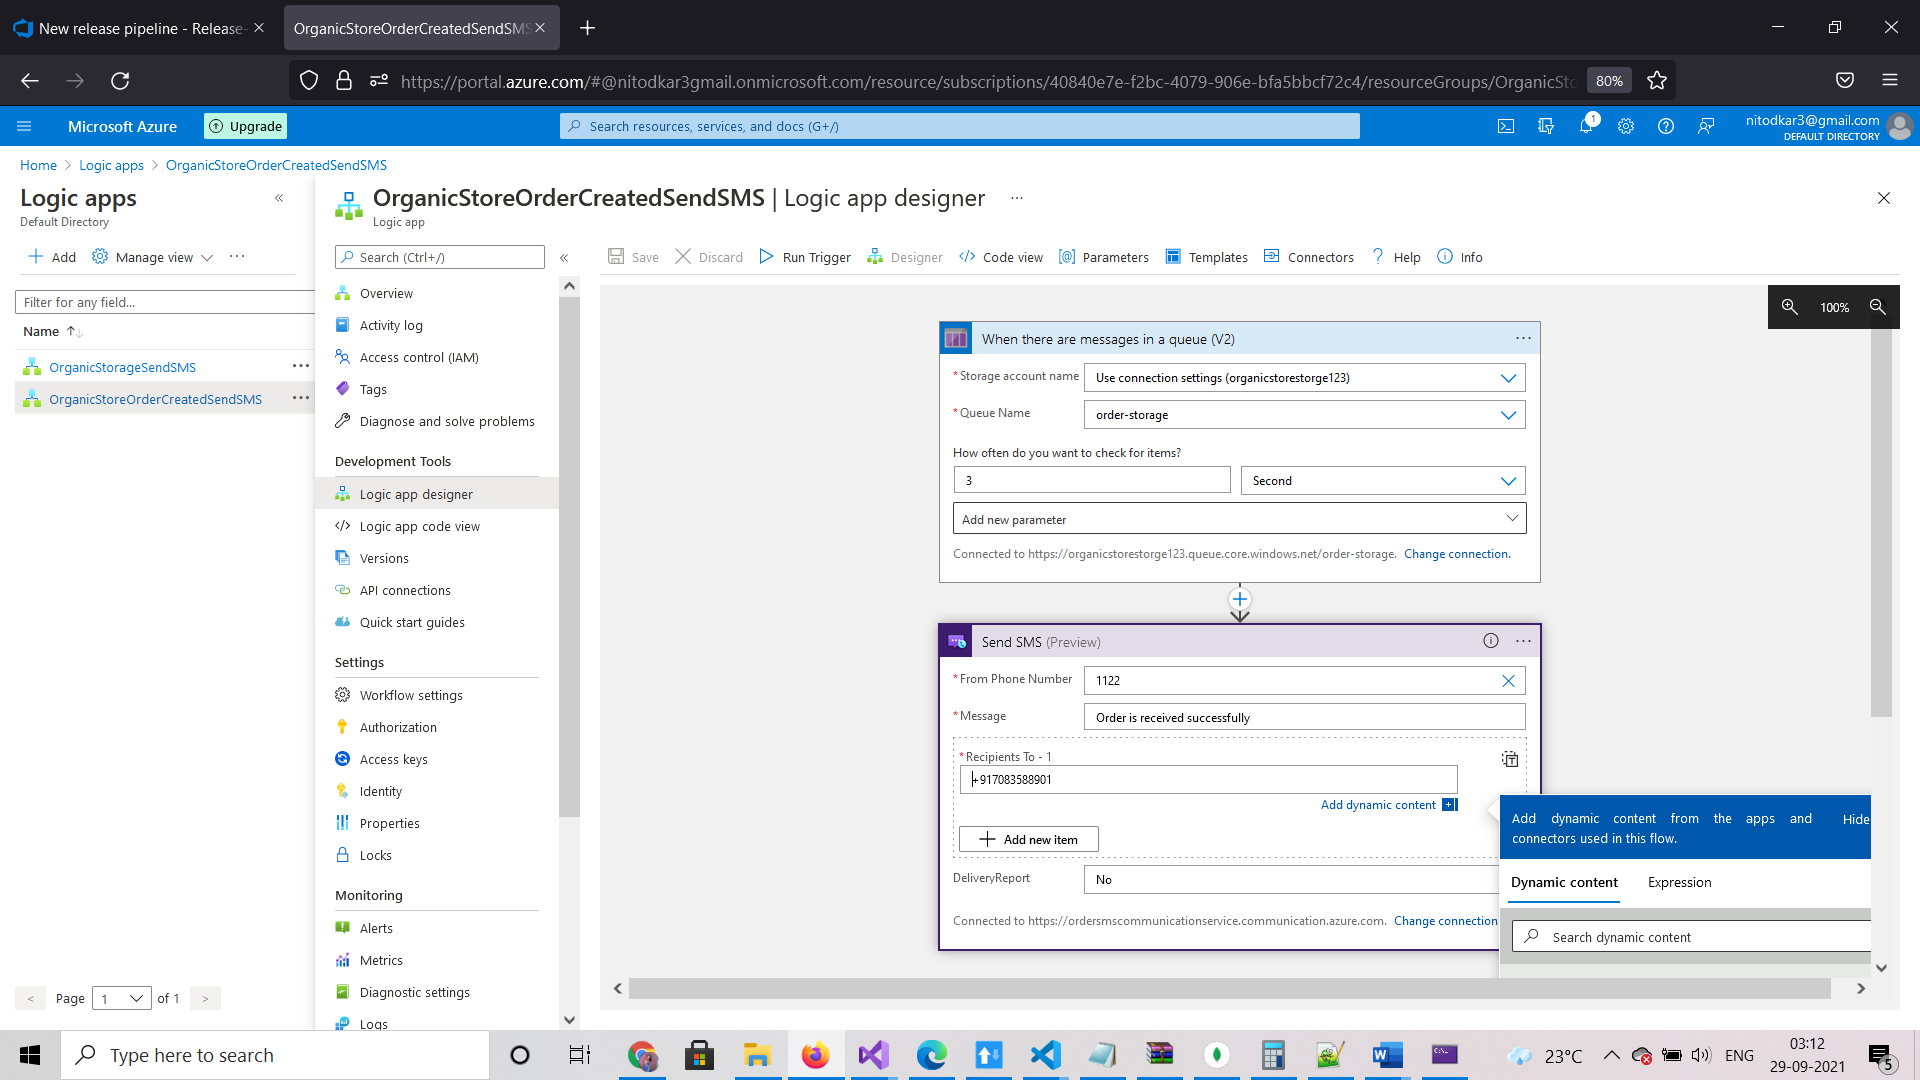 New release pipeline - Release-
OrganicStoreOrderCreatedSendSMS
https://portal.azure.com/#@nitodkar3gmail.onmicrosoft.com/resource/subscriptions/40840e7e-f2bc-4079-906e-bfa5bbcf72c4/resourceGroups/OrganicSto
80%
Microsoft Azure
Upgrade
Search resources, services, and docs (G+/)
1
nitodkar3@gmail.com
DEFAULT DIRECTORY
Home > Logic apps > OrganicStoreOrderCreatedSendSMS
Logic apps
Default Directory
Add
Manage view
Filter for any field...
Name
OrganicStorageSendSMS
OrganicStoreOrderCreatedSendSMS
Page 1 of 1
OrganicStoreOrderCreatedSendSMS | Logic app designer
Logic app
Search (Ctrl+/)
Overview
Activity log
Access control (IAM)
Tags
Diagnose and solve problems
Development Tools
Logic app designer
Logic app code view
Versions
API connections
Quick start guides
Settings
Workflow settings
Authorization
Access keys
Identity
Properties
Locks
Monitoring
Alerts
Metrics
Diagnostic settings
Logs
Save
Discard
Run Trigger
Designer
Code view
Parameters
Templates
Connectors
Help
Info
100%
When there are messages in a queue (V2)
*Storage account name
Use connection settings (organicstorestorge123)
*Queue Name
order-storage
How often do you want to check for items?
3
Second
Add new parameter
Connected to https://organicstorestorge123.queue.core.windows.net/order-storage. Change connection.
Send SMS (Preview)
*From Phone Number
1122
*Message
Order is received successfully
*Recipients To - 1
+917083588901
Add dynamic content
Add new item
DeliveryReport
No
Connected to https://ordersmscommunicationservice.communication.azure.com. Change connection
Add dynamic content from the apps and
connectors used in this flow.
Hide
Dynamic content
Expression
Search dynamic content
Type here to search
23°C
ENG
03:12
29-09-2021
5